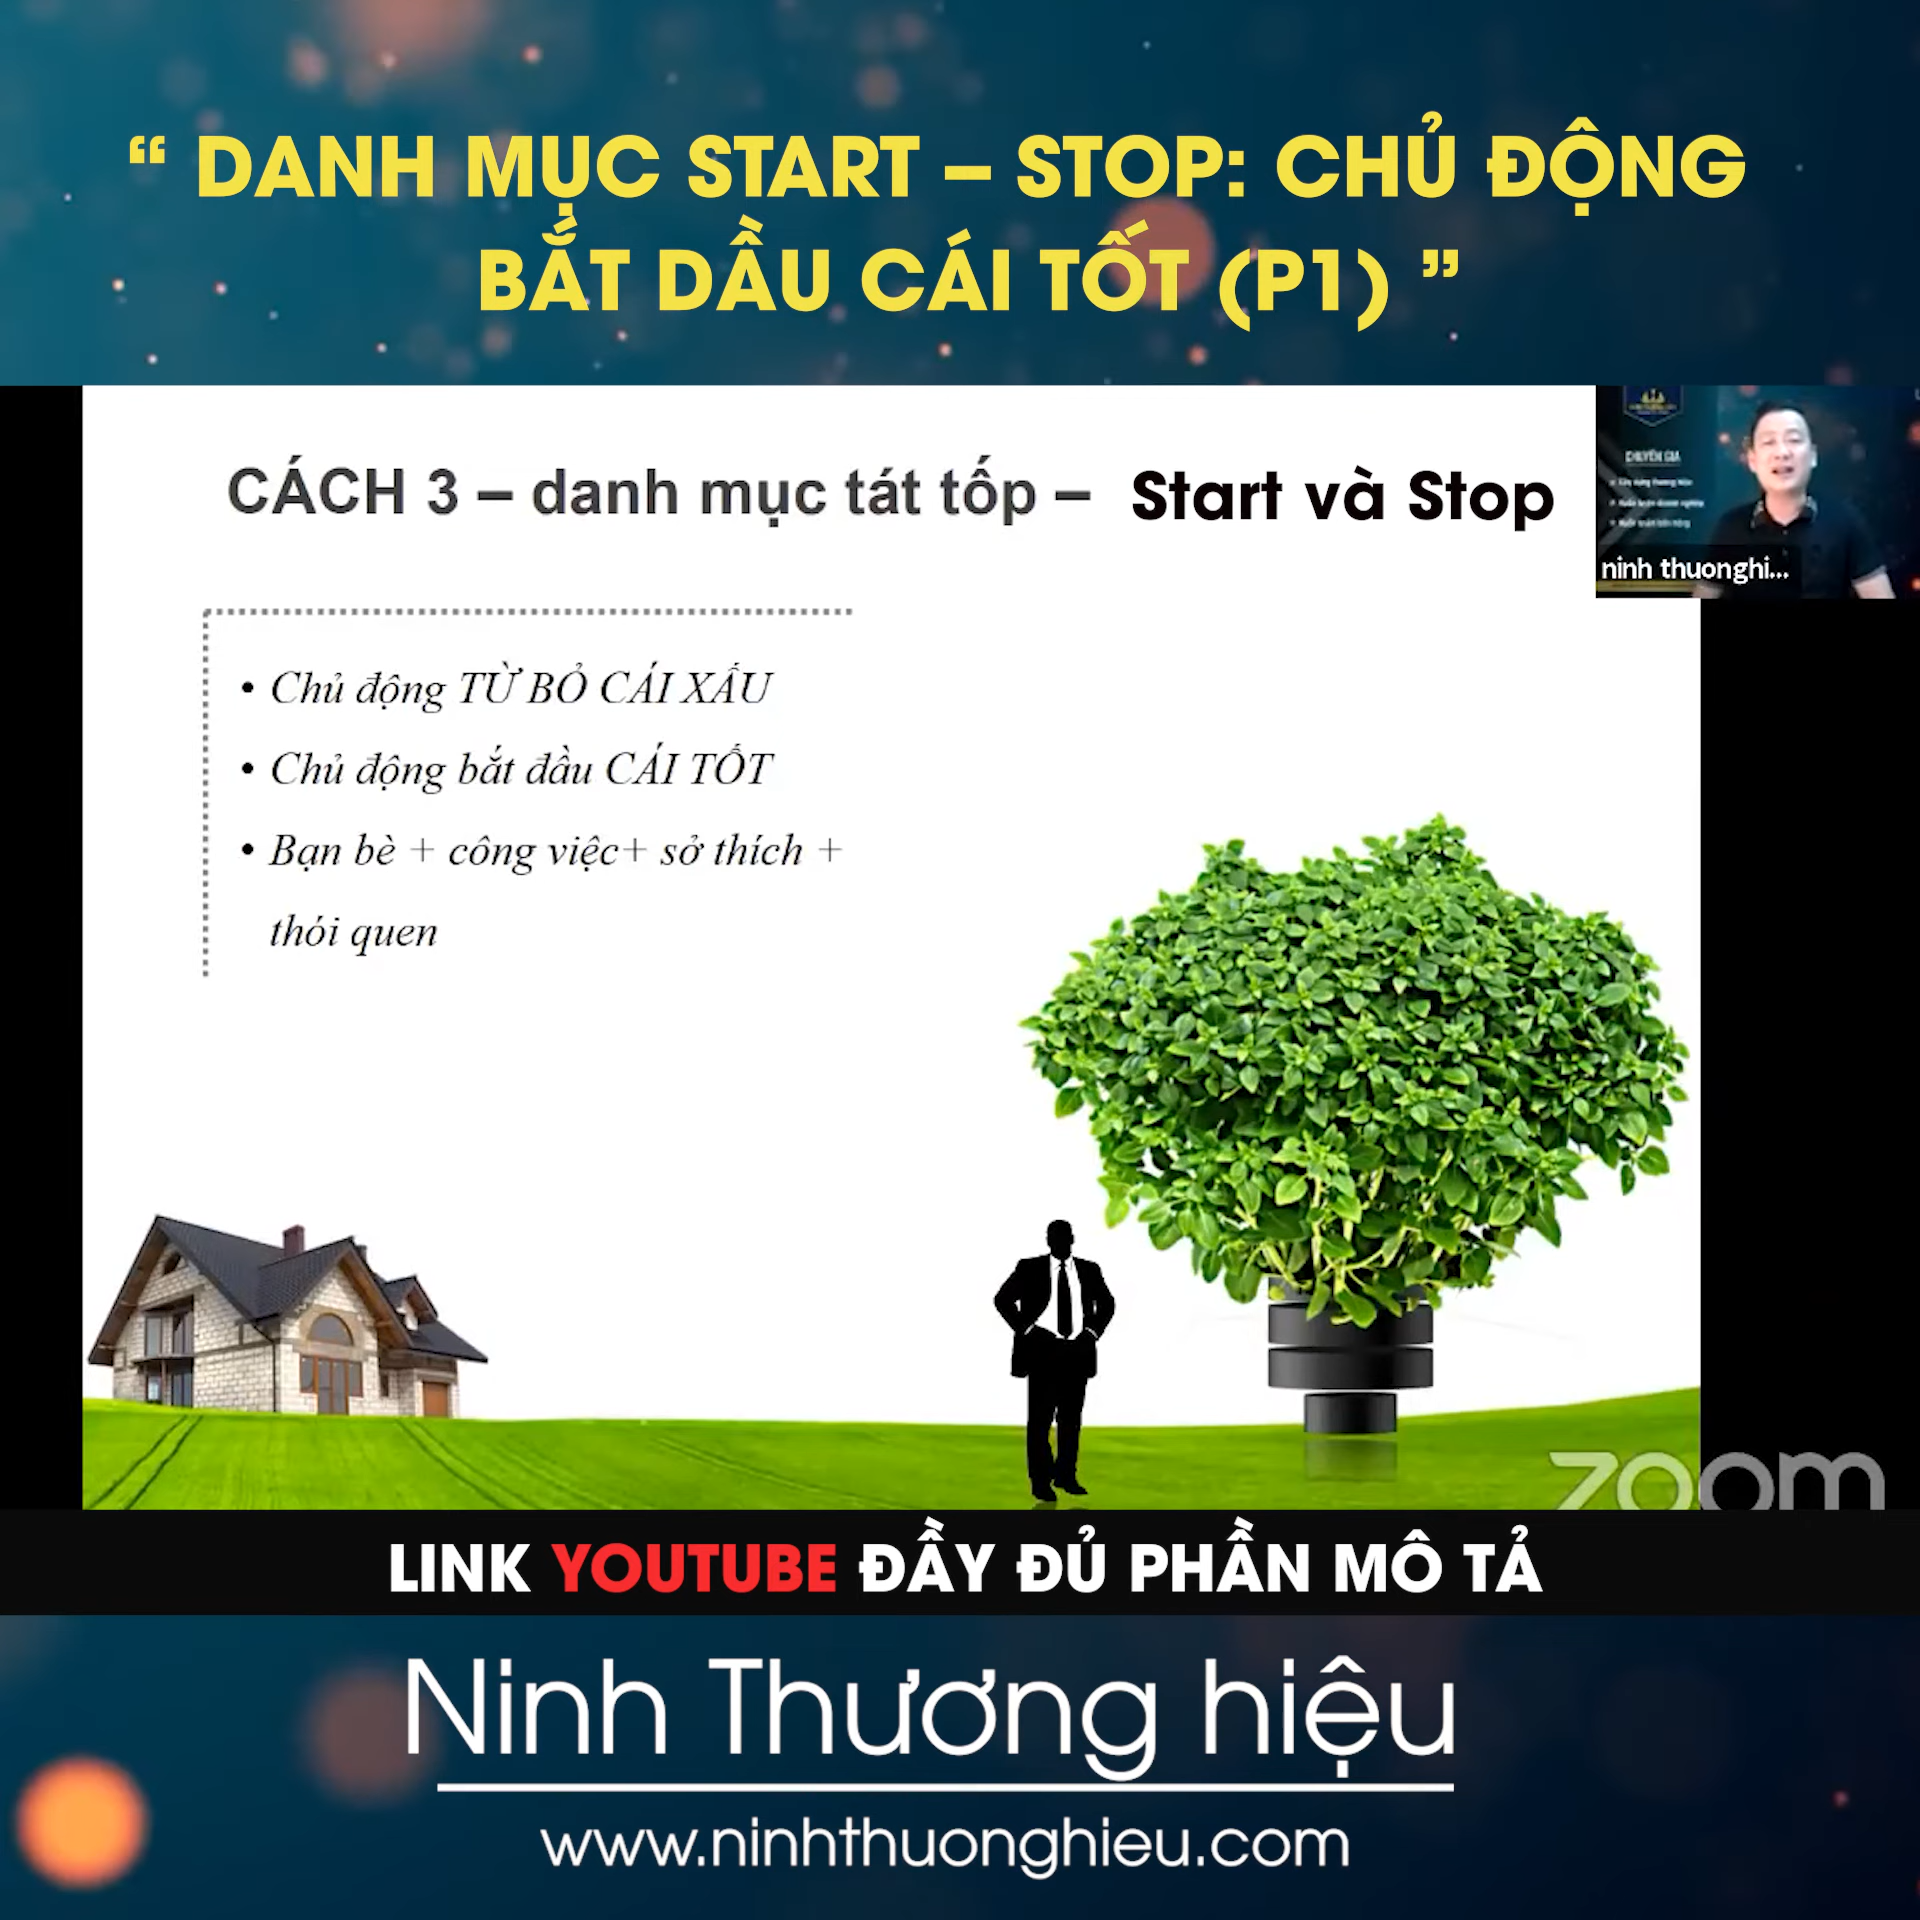 “ DANH MỤC START – STOP: CHỦ ĐỘNG
BẮT DẦU CÁI TỐT (P1) ”
CÁCH 3 – danh mục tát tốp – Start và Stop
CHUYÊN GIA
ninh thuonghi...
• Chủ động TỪ BỎ CÁI XẤU
• Chủ động bắt đầu CÁI TỐT
• Bạn bè + công việc+ sở thích +
thói quen
zoom
LINK YOUTUBE ĐẦY ĐỦ PHẦN MÔ TẢ
Ninh Thương hiệu
www.ninhthuonghieu.com